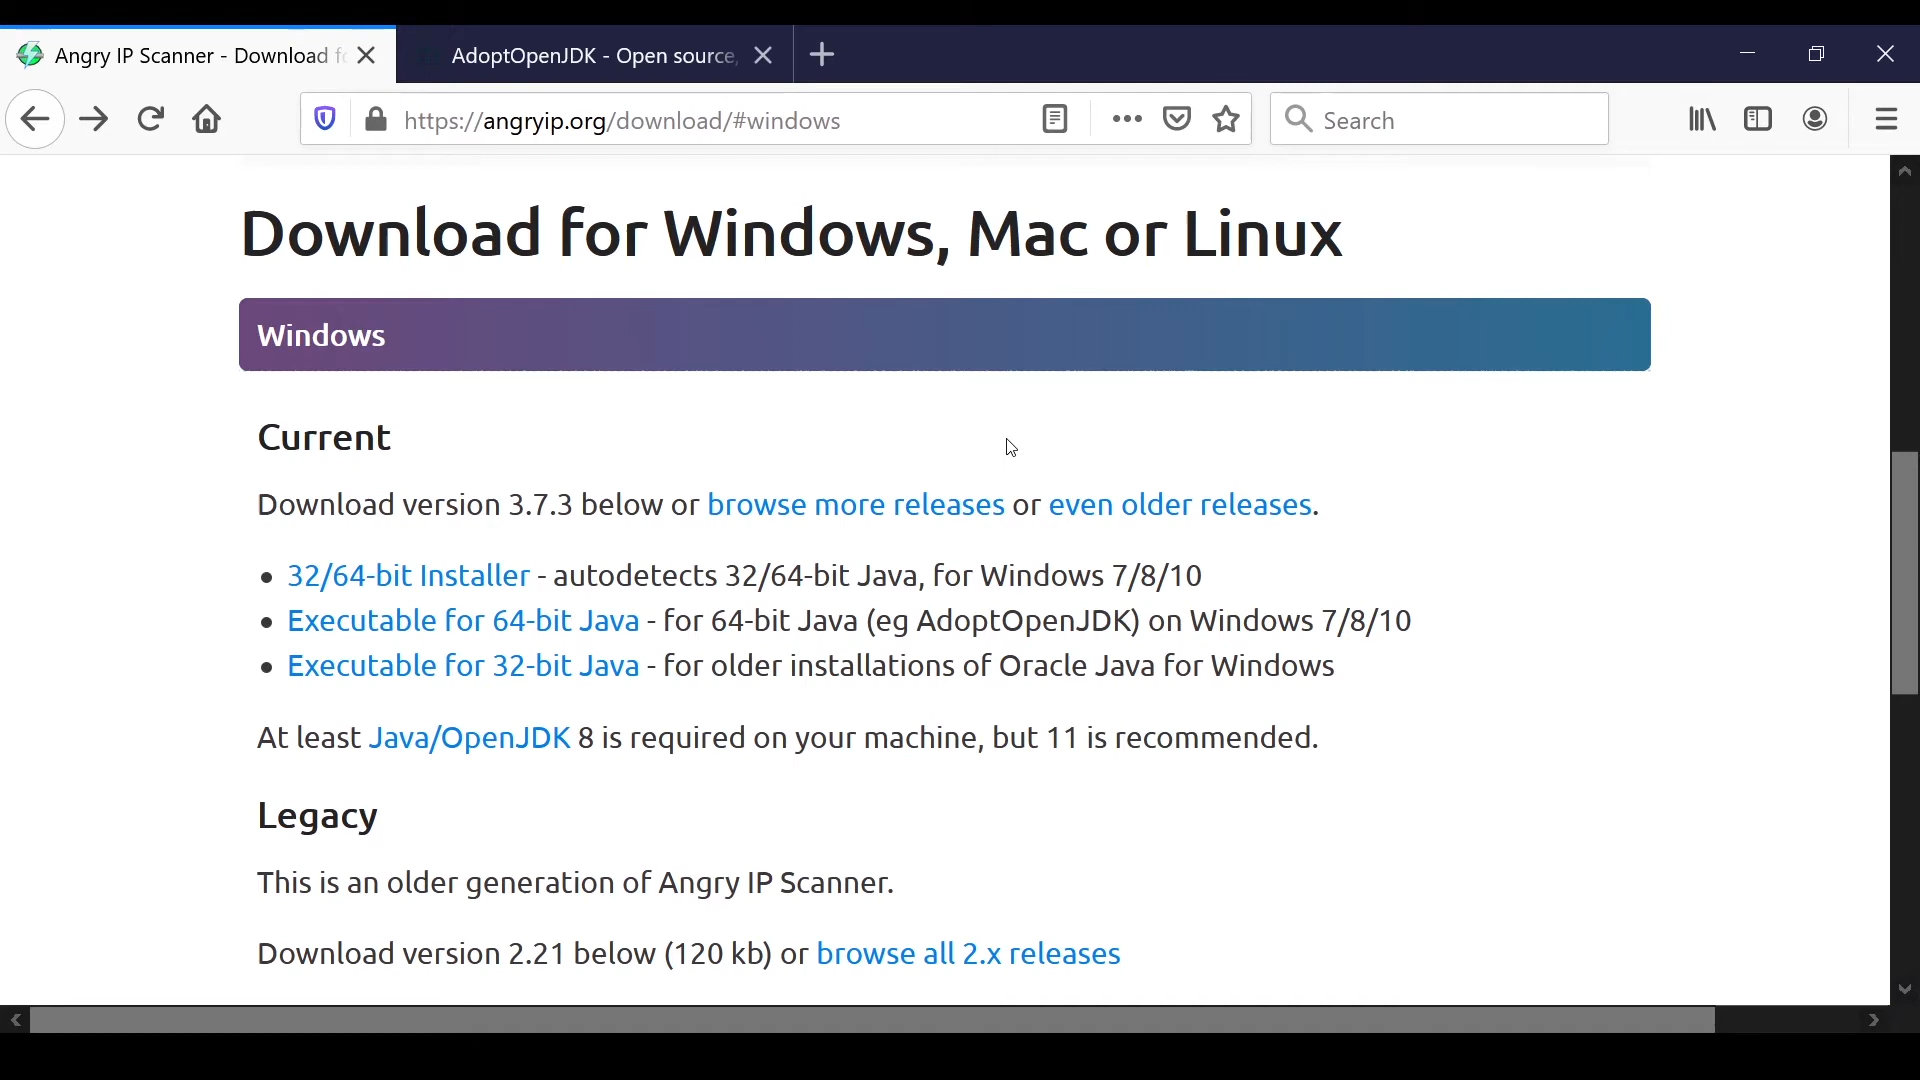 Angry IP Scanner - Download fo
AdoptOpenJDK - Open source,
https://angryip.org/download/#windows
Search
Download for Windows, Mac or Linux
Windows
Current
Download version 3.7.3 below or browse more releases or even older releases.
• 32/64-bit Installer - autodetects 32/64-bit Java, for Windows 7/8/10
• Executable for 64-bit Java - for 64-bit Java (eg AdoptOpenJDK) on Windows 7/8/10
• Executable for 32-bit Java - for older installations of Oracle Java for Windows
At least Java/OpenJDK 8 is required on your machine, but 11 is recommended.
Legacy
This is an older generation of Angry IP Scanner.
Download version 2.21 below (120 kb) or browse all 2.x releases